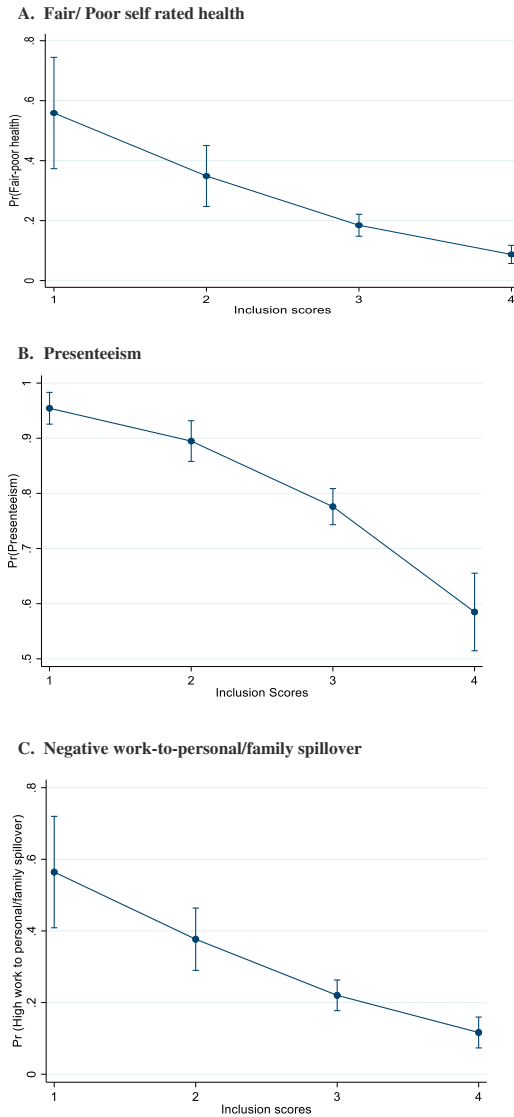 A. Fair/ Poor self rated health
.8
.6
.4
.2
0
Pr(Fair-poor health)
1 2 3 4
Inclusion scores
B. Presenteeism
1
.9
.8
.7
.6
.5
Pr(Presenteeism)
1 2 3 4
Inclusion Scores
C. Negative work-to-personal/family spillover
.8
.6
.4
.2
0
Pr (High work to personal/family spillover)
1 2 3 4
Inclusion scores